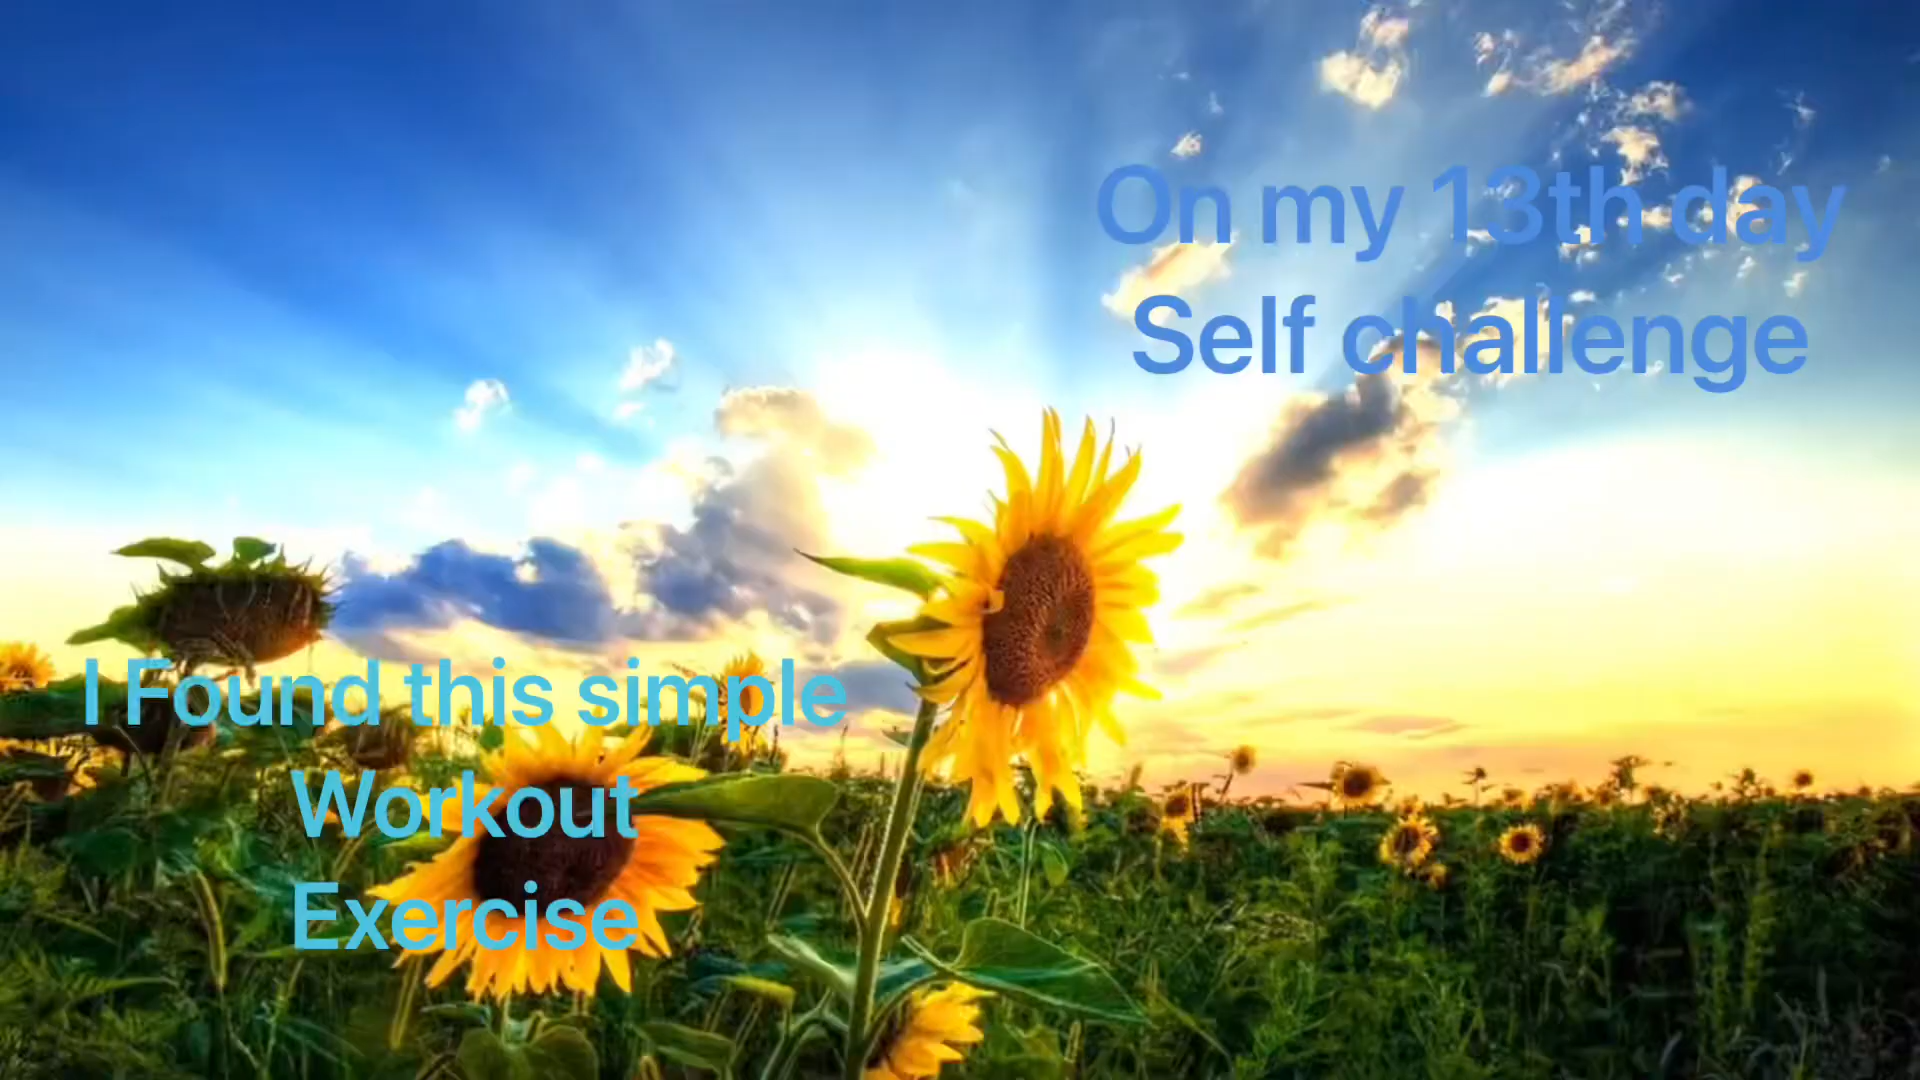 On my 13th day
Self challenge
I Found this simple
Workout
Exercise